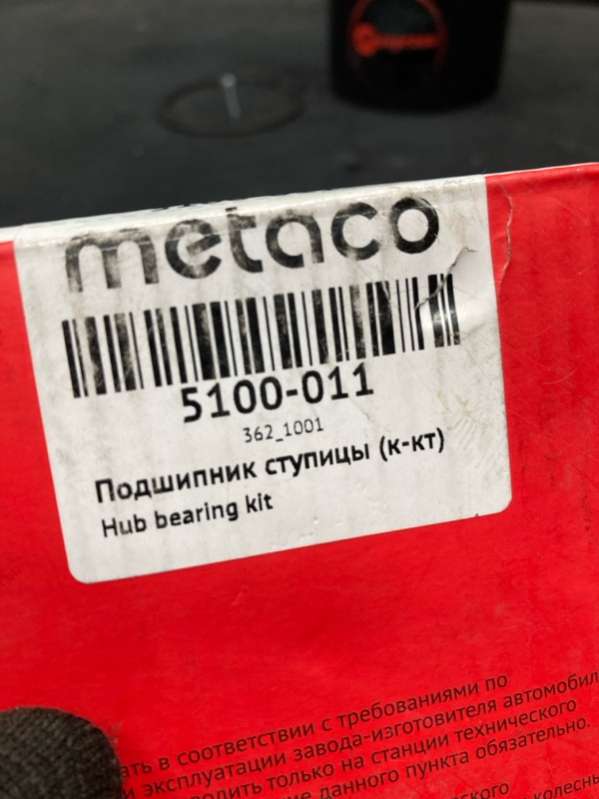 metaco
5100-011
362_1001
Подшипник ступицы (к-кт)
Hub bearing kit
в соответствии с требованиями по
эксплуатации завода-изготовителя
только на станции технического
данного пункта обязательно.